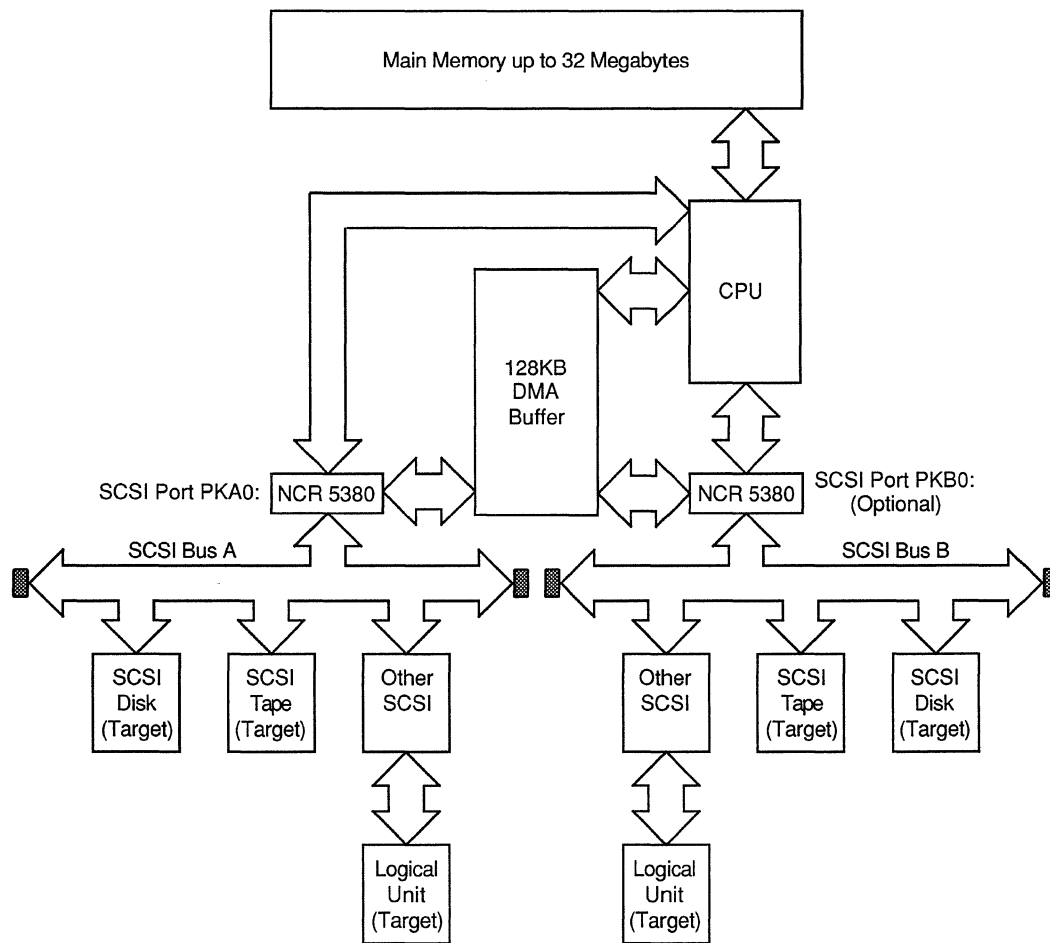 Main Memory up to 32 Megabytes
CPU
128KB
DMA
Buffer
SCSI Port PKA0:
NCR 5380
NCR 5380
SCSI Port PKB0:
(Optional)
SCSI Bus A
SCSI Bus B
SCSI
Disk
(Target)
SCSI
Tape
(Target)
Other
SCSI
Other
SCSI
SCSI
Tape
(Target)
SCSI
Disk
(Target)
Logical
Unit
(Target)
Logical
Unit
(Target)